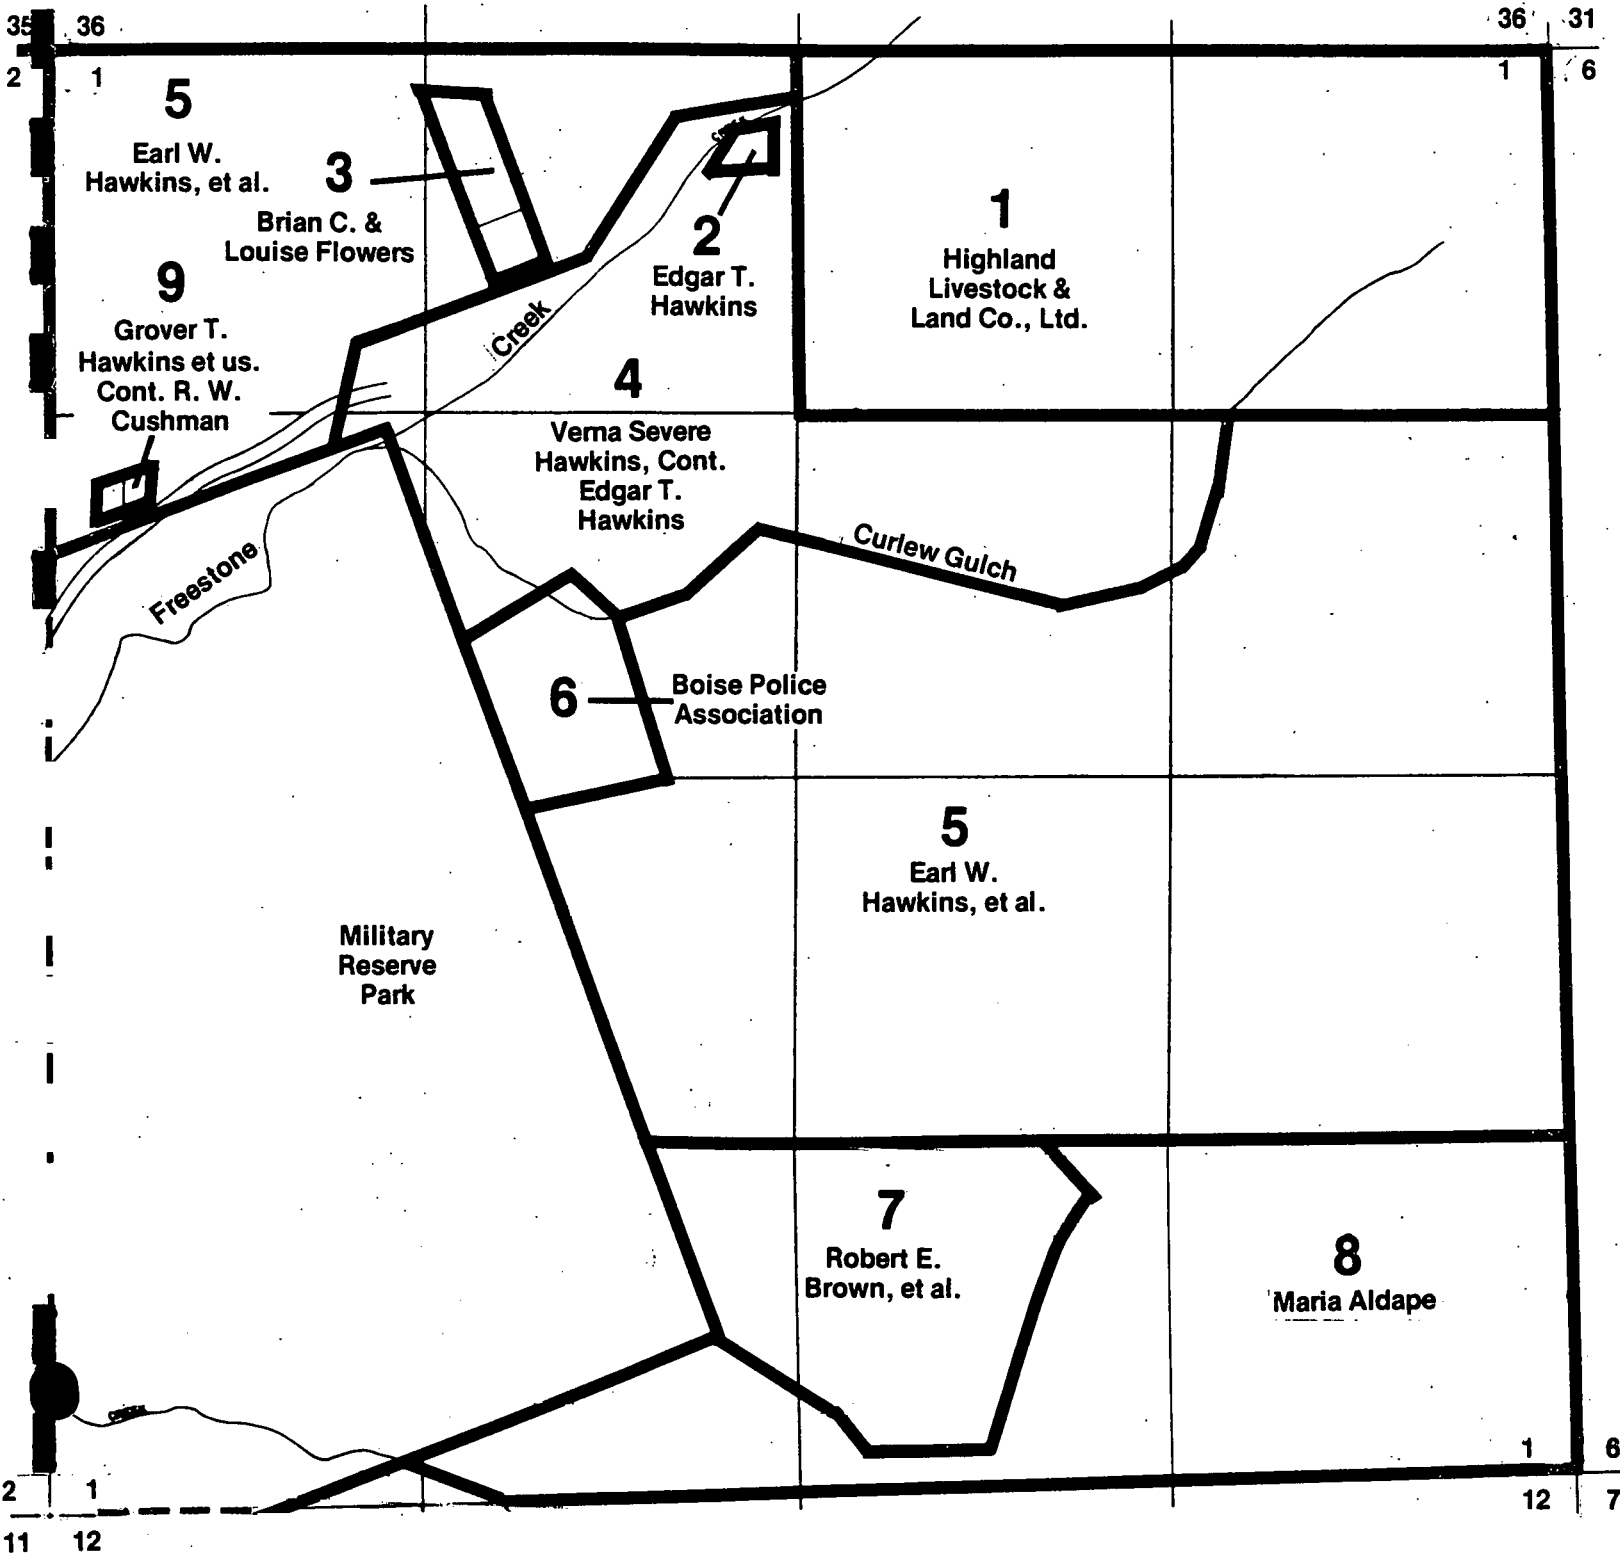 35 36
36 31
2 1
1 6
5
Earl W.
Hawkins, et al.
3
Brian C. &
Louise Flowers
2
Edgar T.
Hawkins
1
Highland
Livestock &
Land Co., Ltd.
9
Grover T.
Hawkins et us.
Cont. R. W.
Cushman
Creek
4
Verna Severe
Hawkins, Cont.
Edgar T.
Hawkins
Curlew Gulch
Freestone
6
Boise Police
Association
5
Earl W.
Hawkins, et al.
Military
Reserve
Park
7
Robert E.
Brown, et al.
8
Maria Aldape
CREEK
2 1
1 6
11 12
12 7